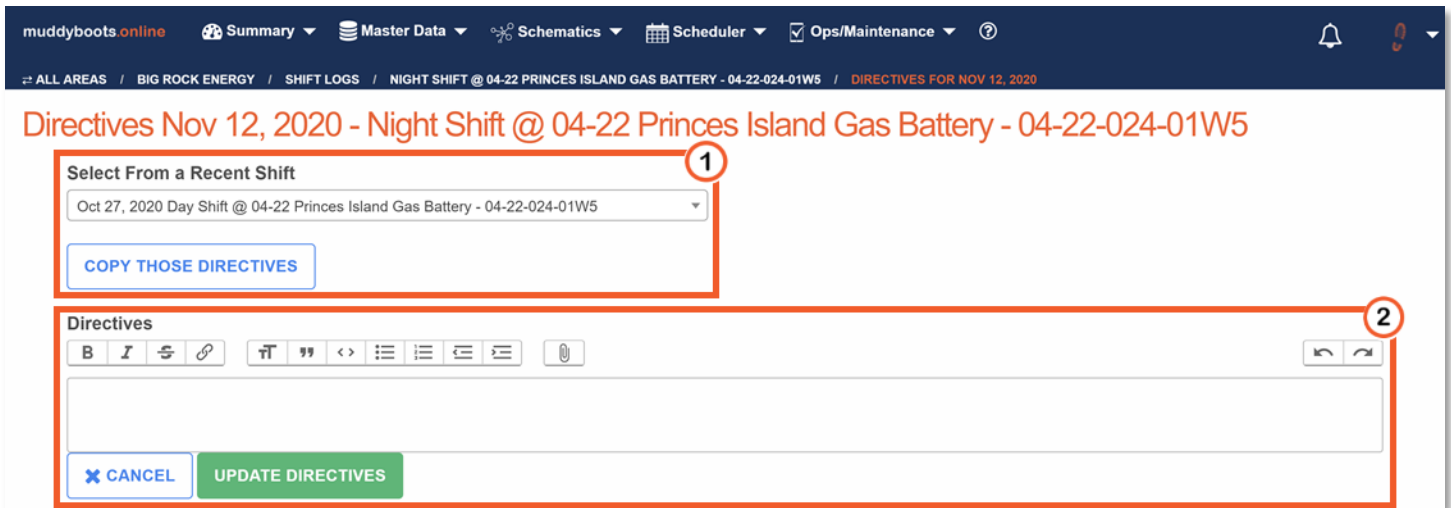 muddyboots.online Summary Master Data Schematics Scheduler Ops/Maintenance ?
ALL AREAS / BIG ROCK ENERGY / SHIFT LOGS / NIGHT SHIFT @ 04-22 PRINCES ISLAND GAS BATTERY - 04-22-024-01W5 / DIRECTIVES FOR NOV 12, 2020
Directives Nov 12, 2020 - Night Shift @ 04-22 Princes Island Gas Battery - 04-22-024-01W5
1
Select From a Recent Shift
Oct 27, 2020 Day Shift @ 04-22 Princes Island Gas Battery - 04-22-024-01W5
COPY THOSE DIRECTIVES
2
Directives
B I S
CANCEL UPDATE DIRECTIVES